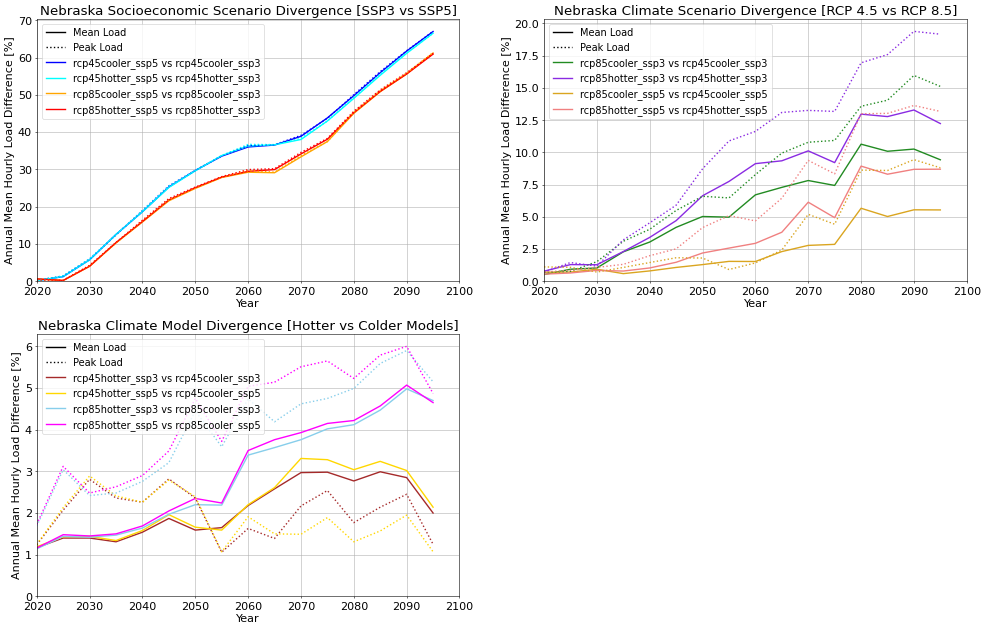 Nebraska Socioeconomic Scenario Divergence [SSP3 vs SSP5]
Annual Mean Hourly Load Difference [%]
70
60
50
40
30
20
10
0
Mean Load
Peak Load
rcp45cooler_ssp5 vs rcp45cooler_ssp3
rcp45hotter_ssp5 vs rcp45hotter_ssp3
rcp85cooler_ssp5 vs rcp85cooler_ssp3
rcp85hotter_ssp5 vs rcp85hotter_ssp3
2020 2030 2040 2050 2060 2070 2080 2090 2100
Year
Nebraska Climate Scenario Divergence [RCP 4.5 vs RCP 8.5]
Annual Mean Hourly Load Difference [%]
20.0
17.5
15.0
12.5
10.0
7.5
5.0
2.5
0.0
Mean Load
Peak Load
rcp85cooler_ssp3 vs rcp45cooler_ssp3
rcp85hotter_ssp3 vs rcp45hotter_ssp3
rcp85cooler_ssp5 vs rcp45cooler_ssp5
rcp85hotter_ssp5 vs rcp45hotter_ssp5
2020 2030 2040 2050 2060 2070 2080 2090 2100
Year
Nebraska Climate Model Divergence [Hotter vs Colder Models]
Annual Mean Hourly Load Difference [%]
6
5
4
3
2
1
0
Mean Load
Peak Load
rcp45hotter_ssp3 vs rcp45cooler_ssp3
rcp45hotter_ssp5 vs rcp45cooler_ssp5
rcp85hotter_ssp3 vs rcp85cooler_ssp3
rcp85hotter_ssp5 vs rcp85cooler_ssp5
2020 2030 2040 2050 2060 2070 2080 2090 2100
Year